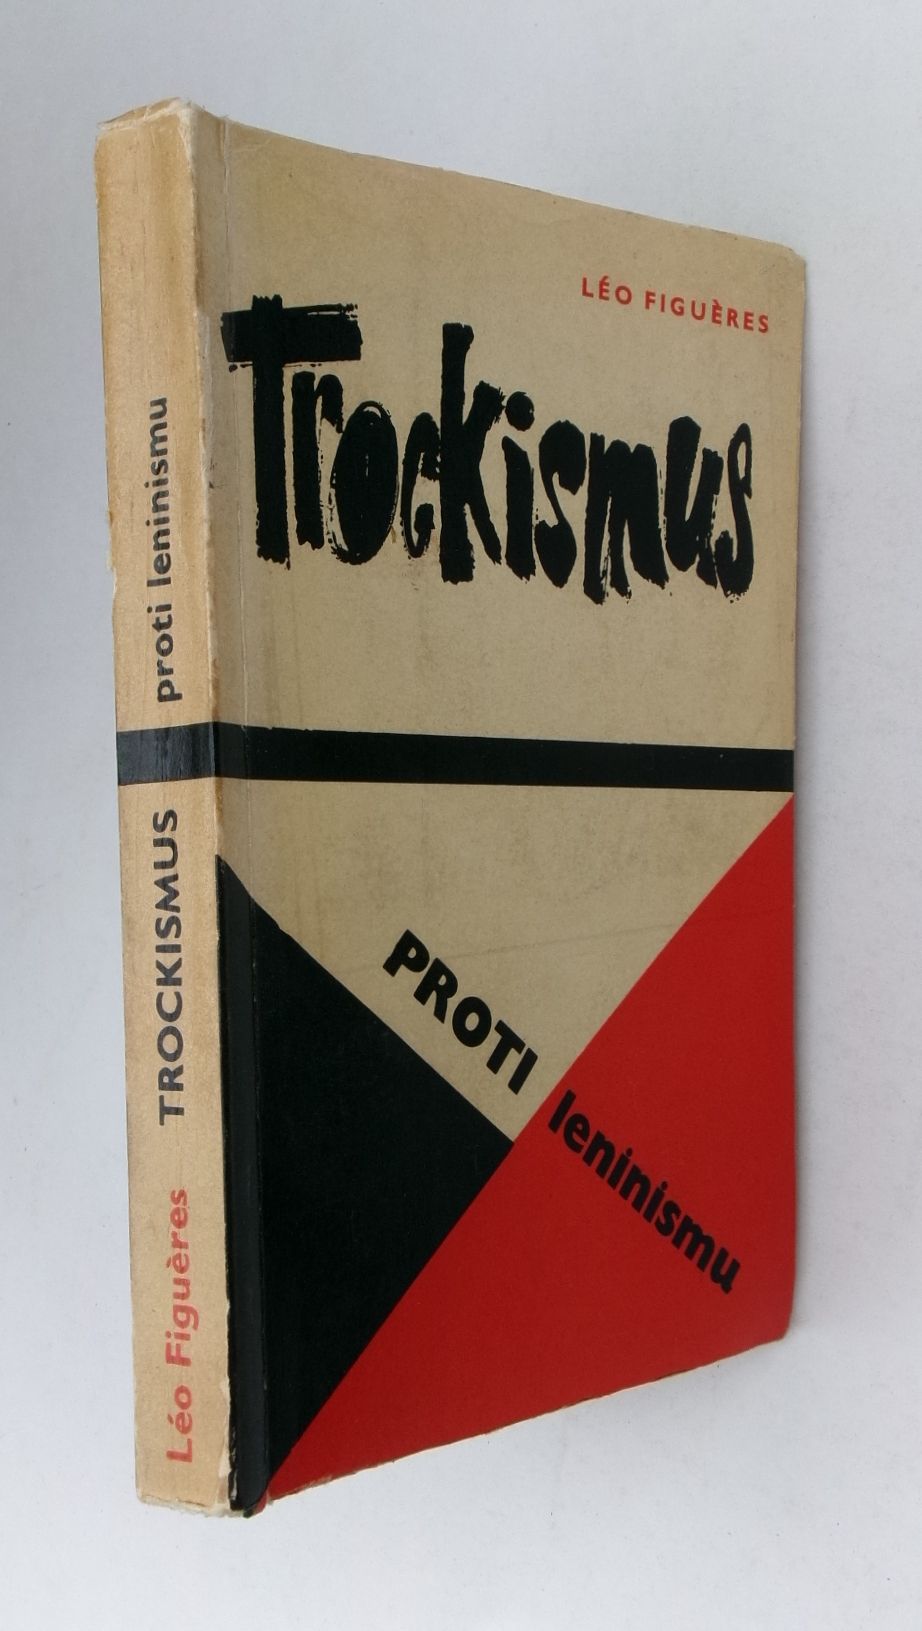 LÉO FIGUÈRES
Trockismus
PROTI
leninismu
Léo Figuères TROCKISMUS proti leninismu